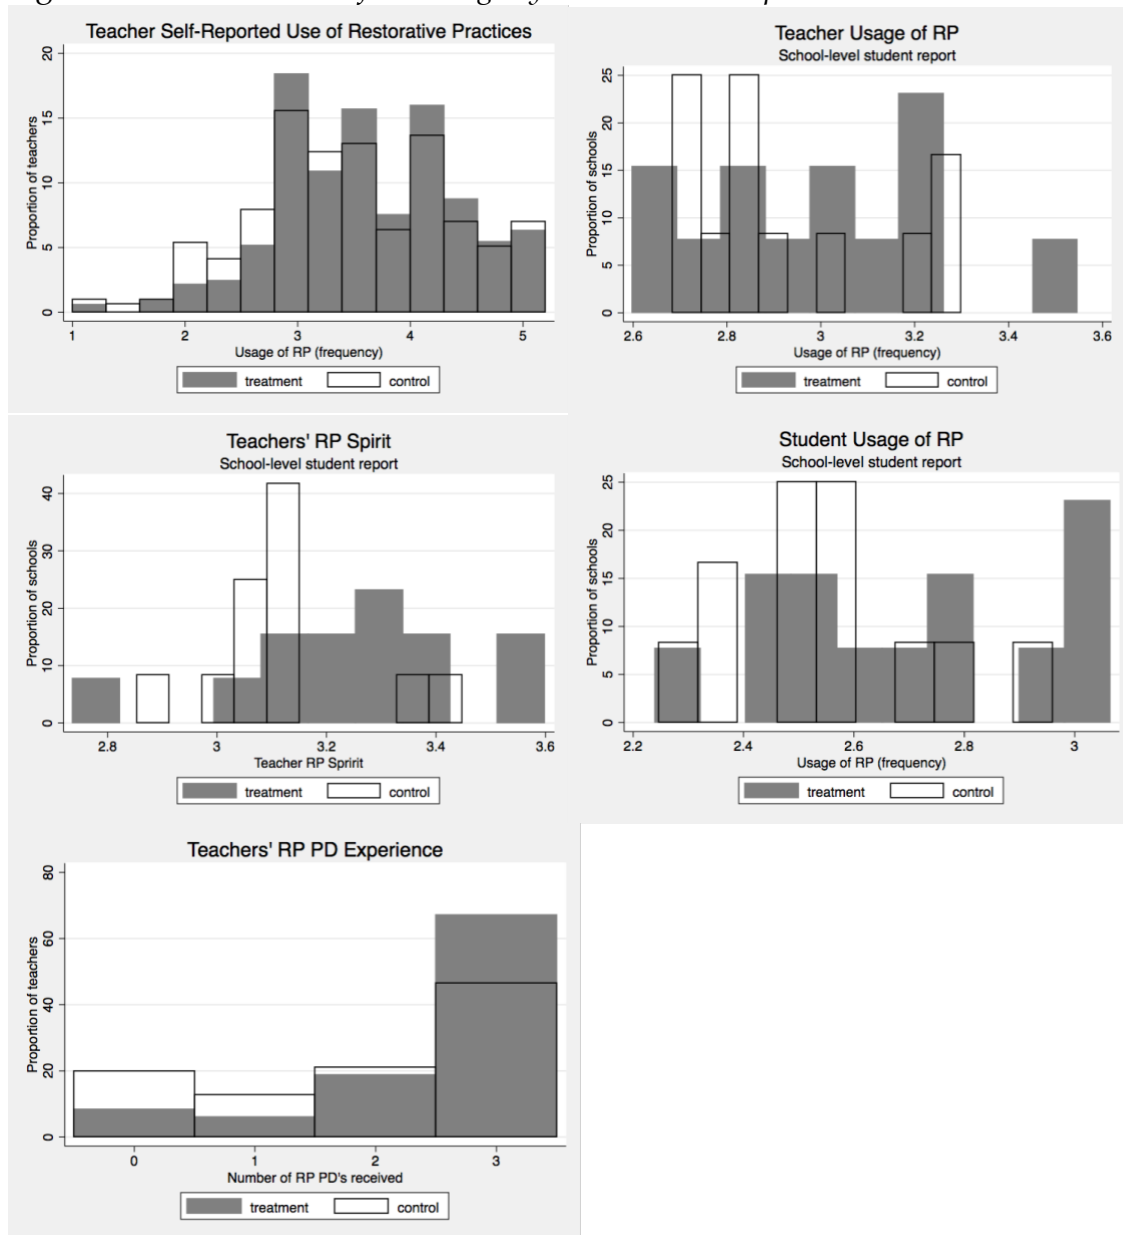 Teacher Self-Reported Use of Restorative Practices
Proportion of teachers
0 5 10 15 20
1 2 3 4 5
Usage of RP (frequency)
treatment control
Teacher Usage of RP
School-level student report
Proportion of schools
0 5 10 15 20 25
2.6 2.8 3 3.2 3.4 3.6
Usage of RP (frequency)
treatment control
Teachers' RP Spirit
School-level student report
Proportion of schools
0 10 20 30 40
2.8 3 3.2 3.4 3.6
Teacher RP Spririt
treatment control
Student Usage of RP
School-level student report
Proportion of schools
0 5 10 15 20 25
2.2 2.4 2.6 2.8 3
Usage of RP (frequency)
treatment control
Teachers' RP PD Experience
Proportion of teachers
0 20 40 60 80
0 1 2 3
Number of RP PD's received
treatment control